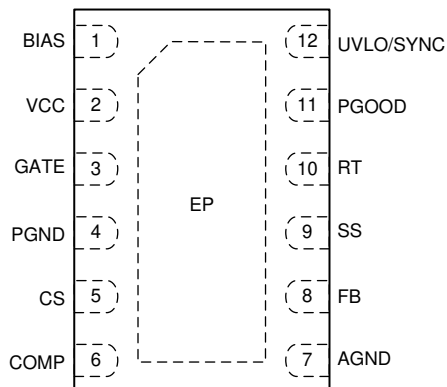 BIAS 1 12 UVLO/SYNC
VCC 2 11 PGOOD
GATE 3 10 RT
EP
PGND 4 9 SS
CS 5 8 FB
COMP 6 7 AGND